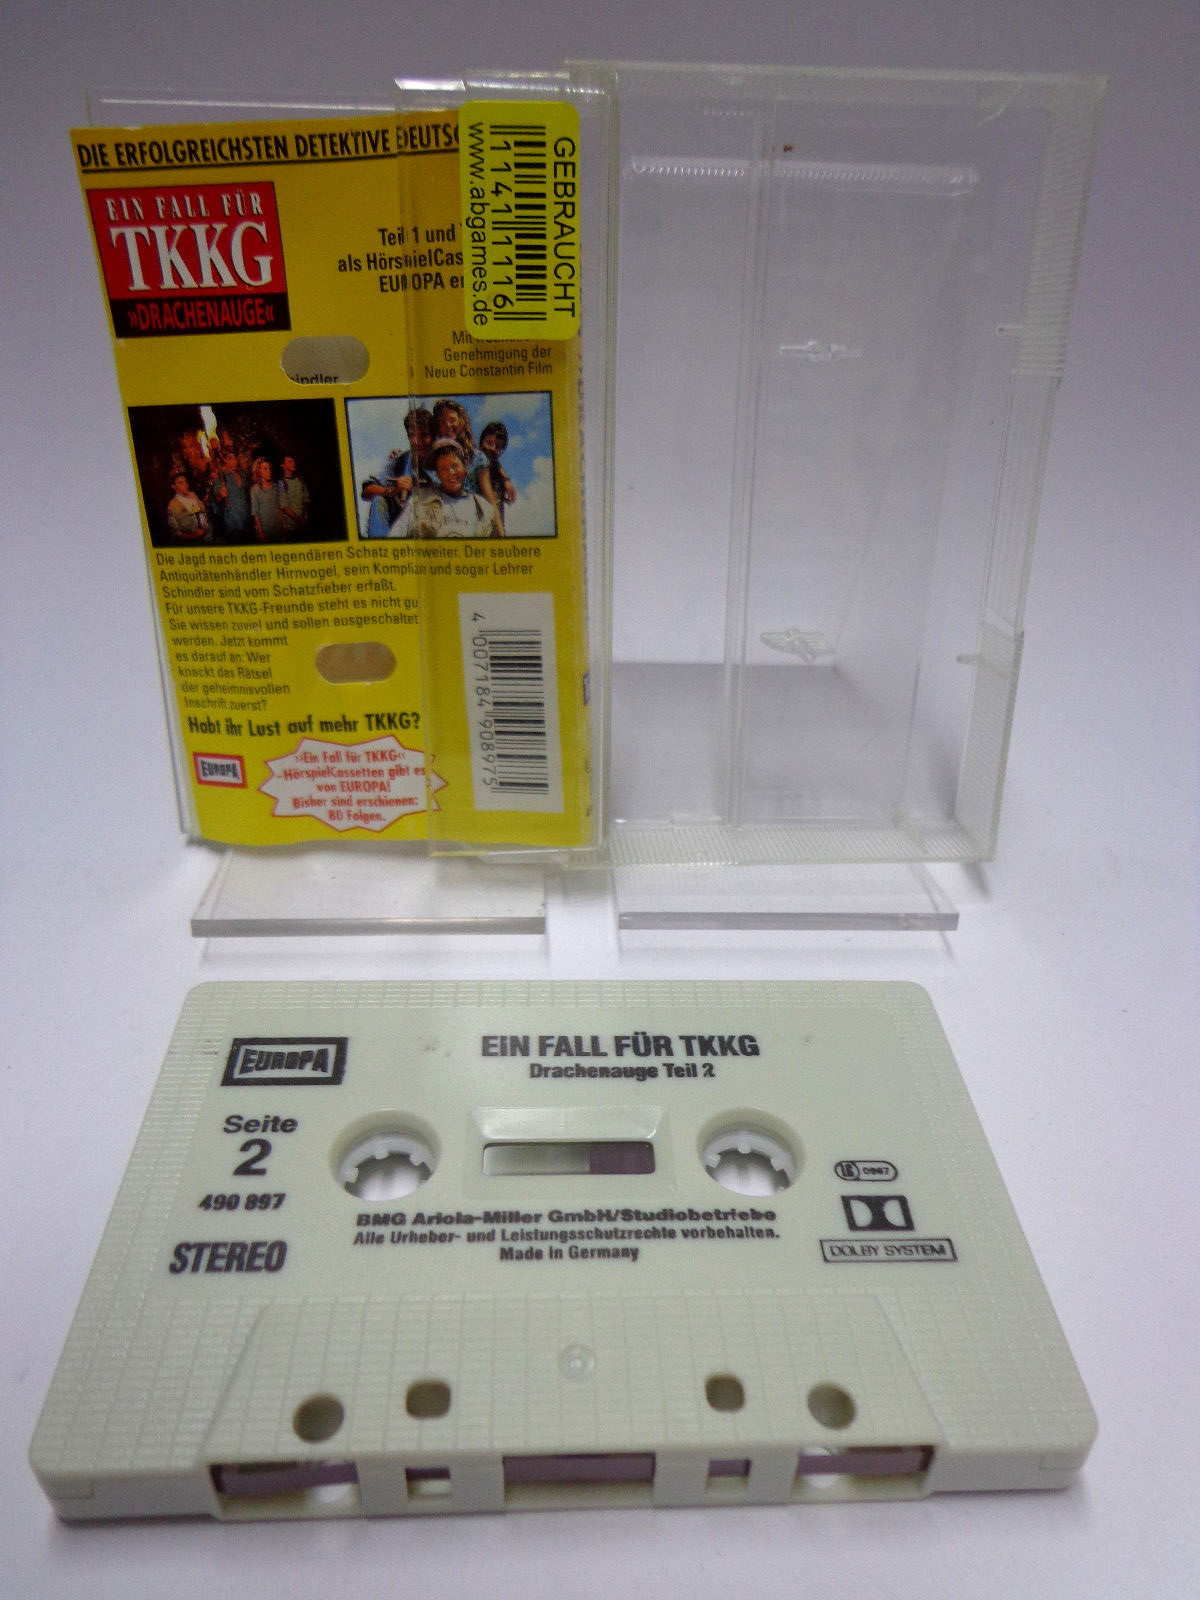 DIE ERFOLGREICHSTEN DETEKTIVE
EIN FALL FÜR
TKKG
»DRACHENAUGE«
Teil 1 und
als HörspielCas
EUROPA
GEBRAUCHT
11411116
www.abgames.de
Genehmigung der
Neue Constantin Film
Die Jagd nach dem legendären Schatz geht weiter. Der saubere
Antiquitätenhändler Hirnvogel, sein Komplize und sogar Lehrer
Schindler sind vom Schatzfieber erfaßt.
Für unsere TKKG-Freunde steht es nicht gu
Sie wissen zuviel und sollen ausgeschaltet
werden. Jetzt kommt
es darauf an: Wer
knackt das Rätsel
der geheimnisvollen
Inschrift zuerst?
Habt ihr Lust auf mehr TKKG?
EUROPA
»Ein Fall für TKKG«
-HörspielCassetten gibt es
von EUROPA!
Bisher sind erschienen:
80 Folgen.
4 007184 908975
EUROPA
EIN FALL FÜR TKKG
Drachenauge Teil 2
Seite
2
490 897
STEREO
BMG Ariola-Miller GmbH/Studiobetriebe
Alle Urheber- und Leistungsschutzrechte vorbehalten.
Made in Germany
LC 0967
DOLBY SYSTEM